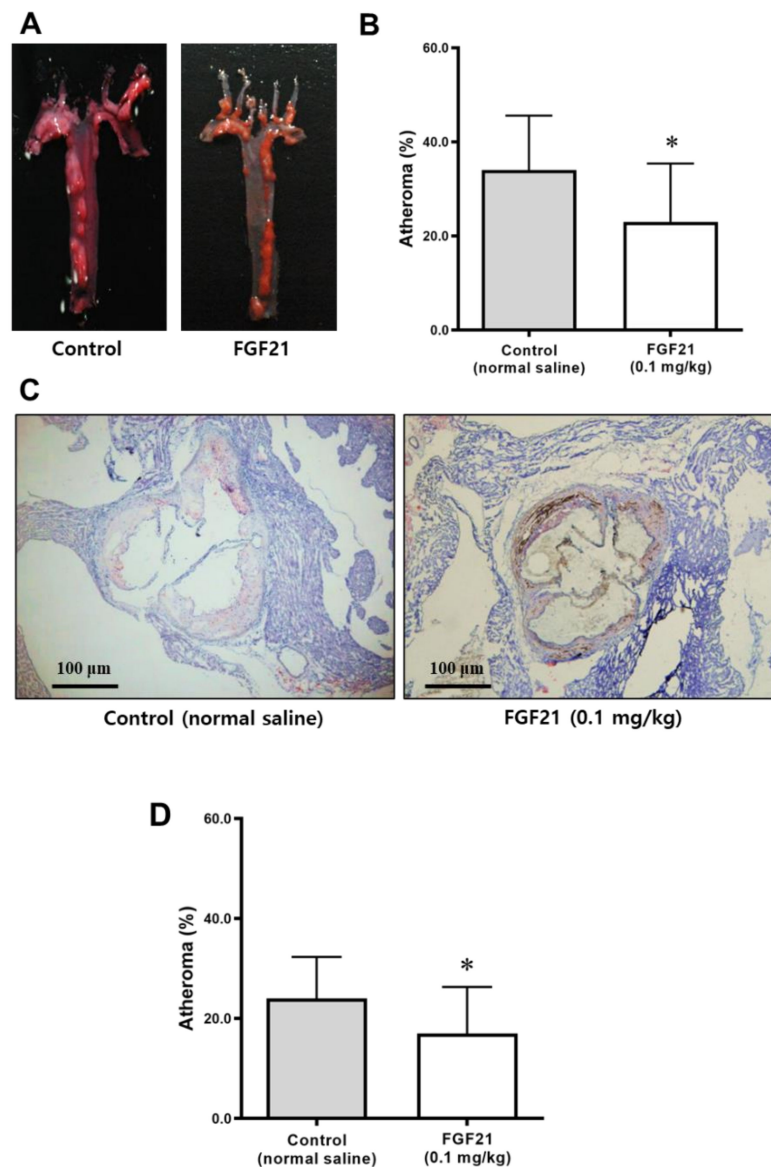 A
Control
FGF21
B
60.0
40.0
20.0
0.0
Atheroma (%)
*
Control
(normal saline)
FGF21
(0.1 mg/kg)
C
100 µm
Control (normal saline)
100 µm
FGF21 (0.1 mg/kg)
D
60.0
40.0
20.0
0.0
Atheroma (%)
*
Control
(normal saline)
FGF21
(0.1 mg/kg)